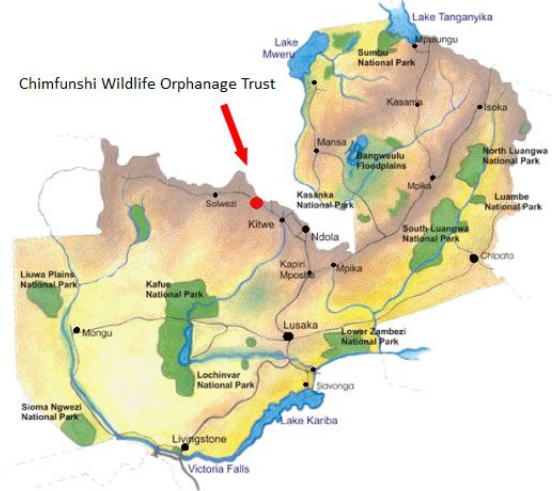 Lake Tanganyika
Mpulungu
Lake
Mweru
Sumbu
National Park
Chimfunshi Wildlife Orphanage Trust
Kasama
Isoka
Mansa
Bangweulu
Floodplains
North Luangwa
National Park
Mpika
Kasanka
National Park
Luambe
National Park
Solwezi
Kitwe
Ndola
South Luangwa
National Park
Chipata
Kapiri
Mposhe
Mpika
Liuwa Plains
National Park
Kafue
National Park
Mongu
Lusaka
Lower Zambezi
National Park
Lochinvar
National Park
Siavonga
Sioma Ngwezi
National Park
Lake Kariba
Livingstone
Victoria Falls